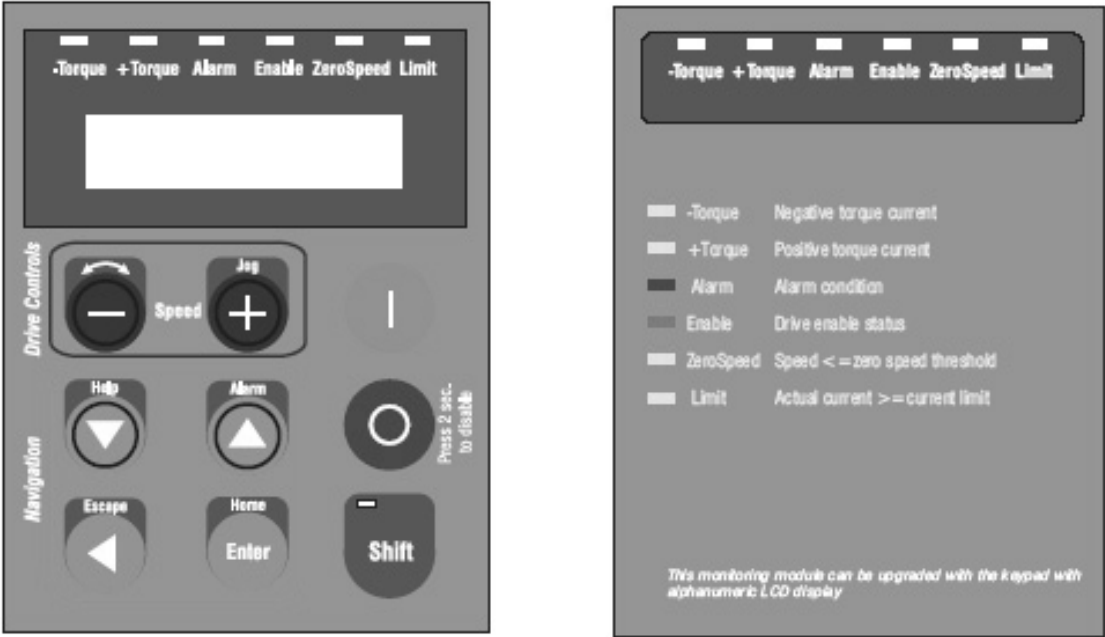 -Torque +Torque Alarm Enable ZeroSpeed Limit
Drive Controls
Jog
Speed
Help Alarm
Press 2 sec.
to disable
Navigation
Escape Home
Enter Shift
-Torque +Torque Alarm Enable ZeroSpeed Limit
-Torque Negative torque current
+Torque Positive torque current
Alarm Alarm condition
Enable Drive enable status
ZeroSpeed Speed <=zero speed threshold
Limit Actual current >=current limit
This monitoring module can be upgraded with the keypad with
alphanumeric LCD display